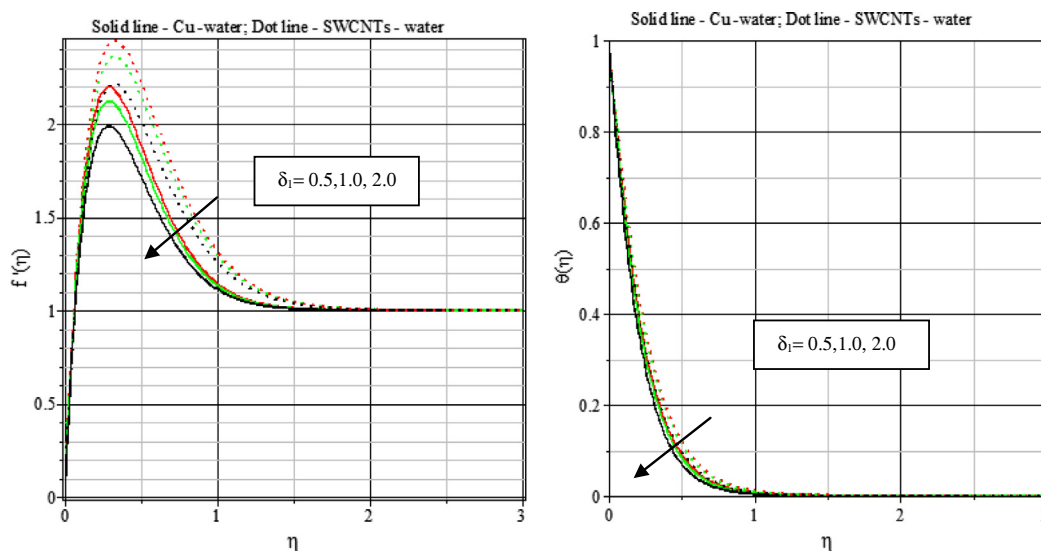 Solid line - Cu-water; Dot line - SWCNTs - water
2
1.5
1
0.5
0
f '(η)
δ₁= 0.5,1.0, 2.0
0 1 2 3
η
Solid line - Cu-water; Dot line - SWCNTs - water
1
0.8
0.6
0.4
0.2
0
θ(η)
δ₁= 0.5,1.0, 2.0
0 1 2
η